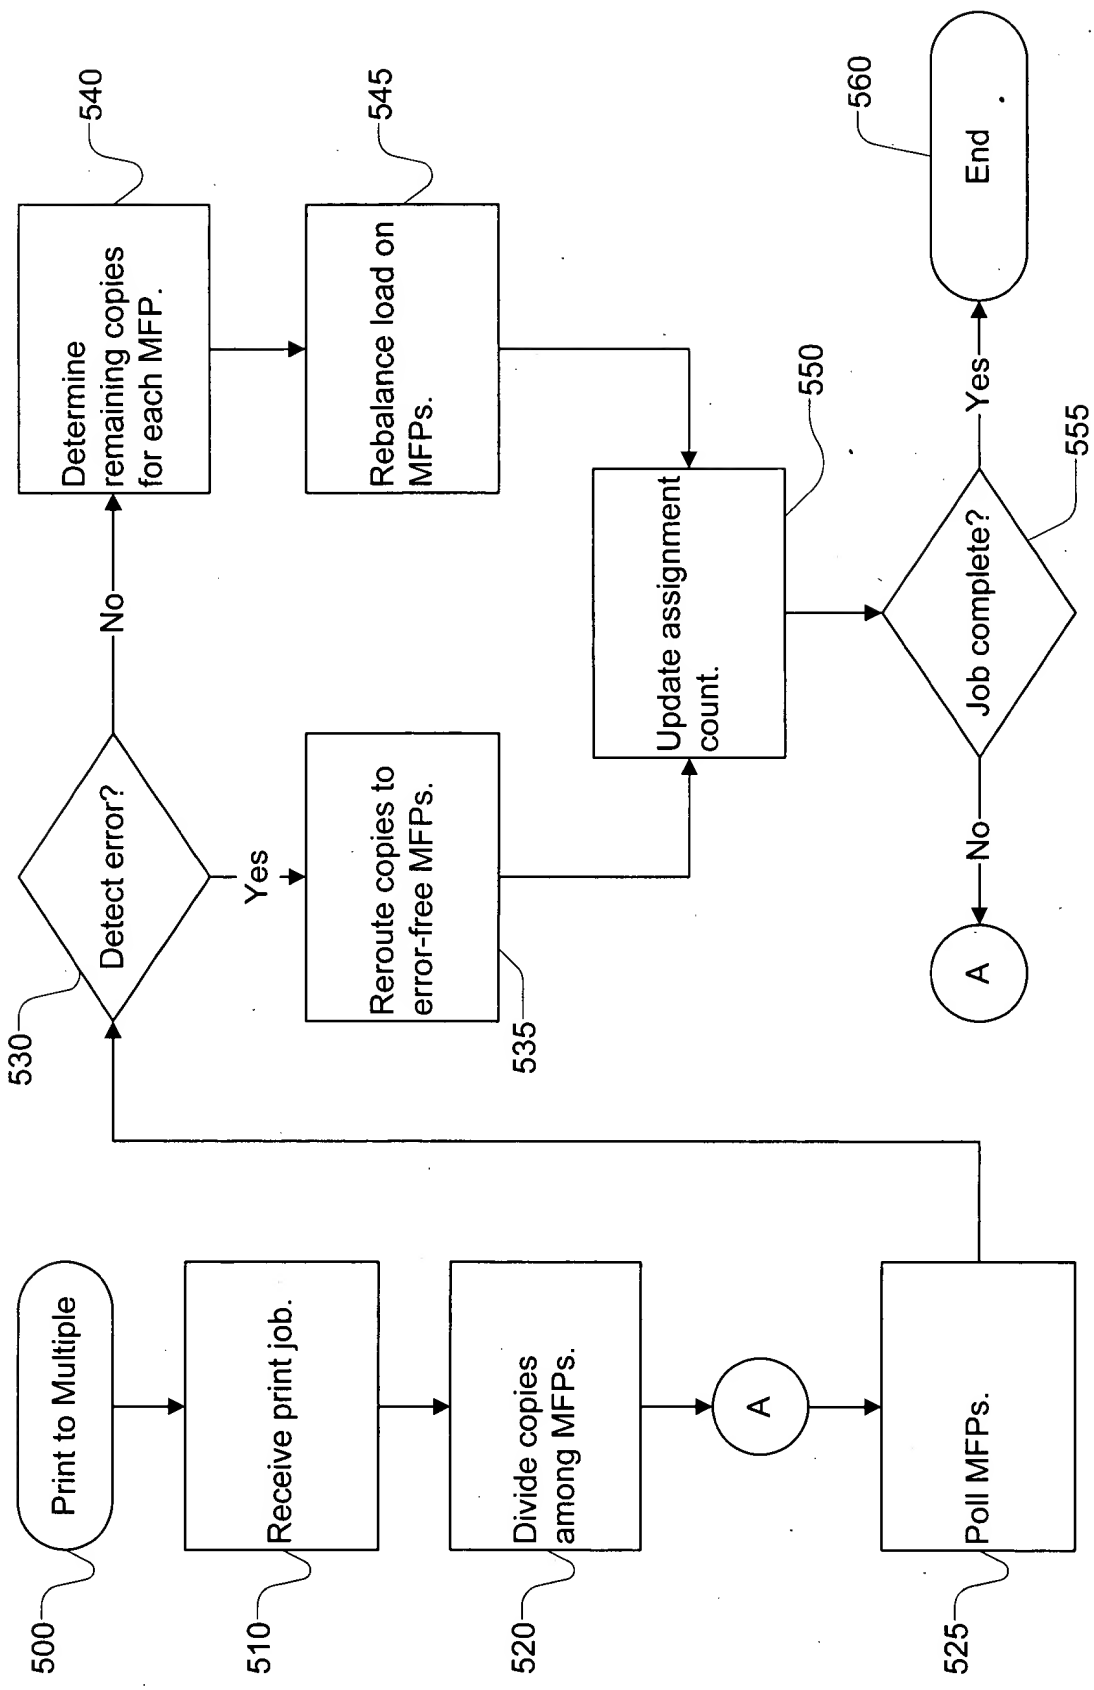 500
Print to Multiple
510
Receive print job.
520
Divide copies
among MFPs.
A
525
Poll MFPs.
530
Detect error?
No
Yes
535
Reroute copies to
error-free MFPs.
540
Determine
remaining copies
for each MFP.
545
Rebalance load on
MFPs.
550
Update assignment
count.
555
Job complete?
No
A
Yes
560
End